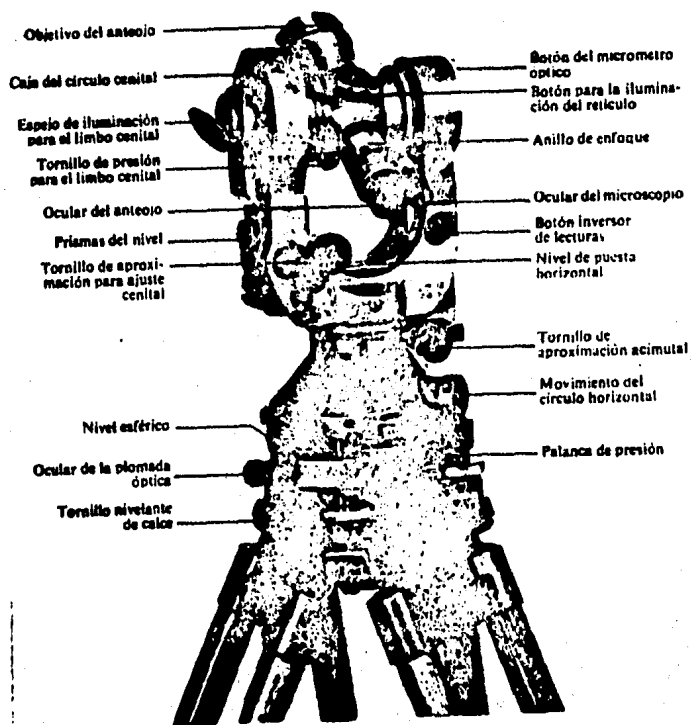 Objetivo del anteojo
Caja del círculo cenital
Espejo de iluminación
para el limbo cenital
Tornillo de presión
para el limbo cenital
Ocular del anteojo
Prismas del nivel
Tornillo de aproxi-
mación para ajuste
cenital
Nivel esférico
Ocular de la plomada
óptica
Tornillo nivelante
de calce
Botón del micrometro
óptico
Botón para la ilumina-
ción del retículo
Anillo de enfoque
Ocular del microscopio
Botón inversor
de lecturas
Nivel de puesta
horizontal
Tornillo de
aproximación acimutal
Movimiento del
círculo horizontal
Palanca de presión